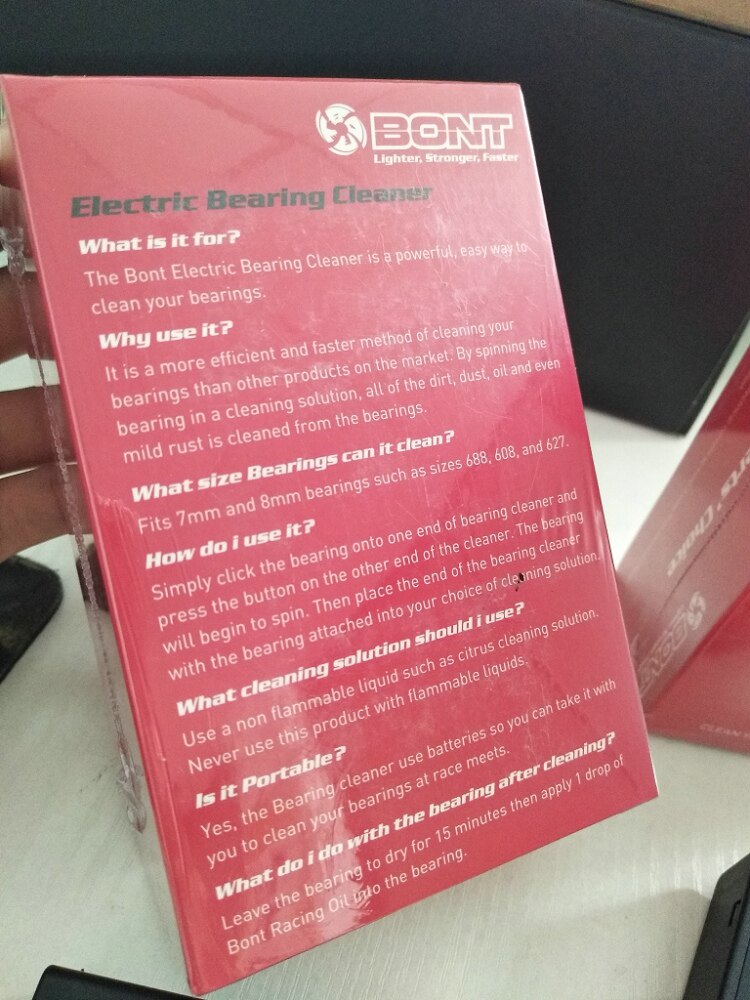 BONT
Lighter, Stronger, Faster
Electric Bearing Cleaner
What is it for?
The Bont Electric Bearing Cleaner is a powerful, easy way to
clean your bearings.
Why use it?
It is a more efficient and faster method of cleaning your
bearings than other products on the market. By spinning the
bearing in a cleaning solution, all of the dirt, dust, oil and even
mild rust is cleaned from the bearings.
What size Bearings can it clean?
Fits 7mm and 8mm bearings such as sizes 688, 608, and 627.
How do i use it?
Simply click the bearing onto one end of bearing cleaner and
press the button on the other end of the cleaner. The bearing
will begin to spin. Then place the end of the bearing cleaner
with the bearing attached into your choice of cleaning solution.
What cleaning solution should i use?
Use a non flammable liquid such as citrus cleaning solution.
Never use this product with flammable liquids.
Is it Portable?
Yes, the Bearing cleaner use batteries so you can take it with
you to clean your bearings at race meets.
What do i do with the bearing after cleaning?
Leave the bearing to dry for 15 minutes then apply 1 drop of
Bont Racing Oil into the bearing.
Choice
BONT